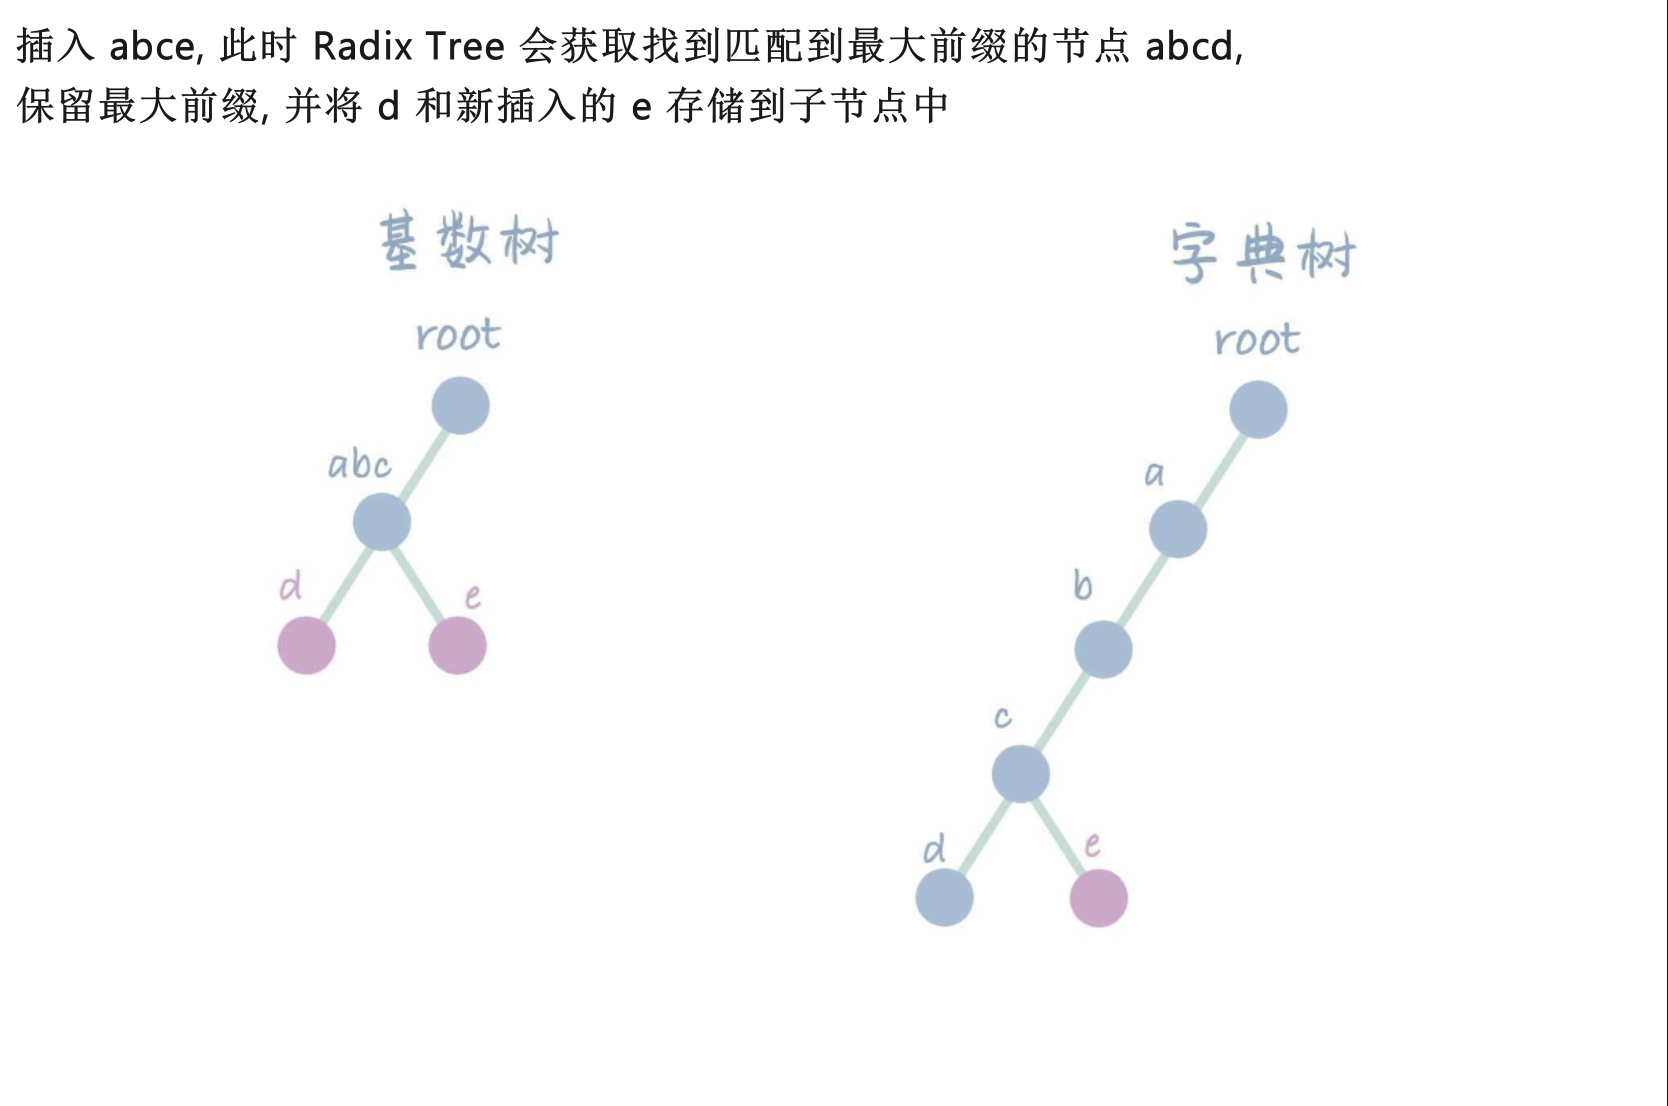 插入 abce, 此时 Radix Tree 会获取找到匹配到最大前缀的节点 abcd,
保留最大前缀, 并将 d 和新插入的 e 存储到子节点中
基数树
root
abc
d
e
字典树
root
a
b
c
d
e